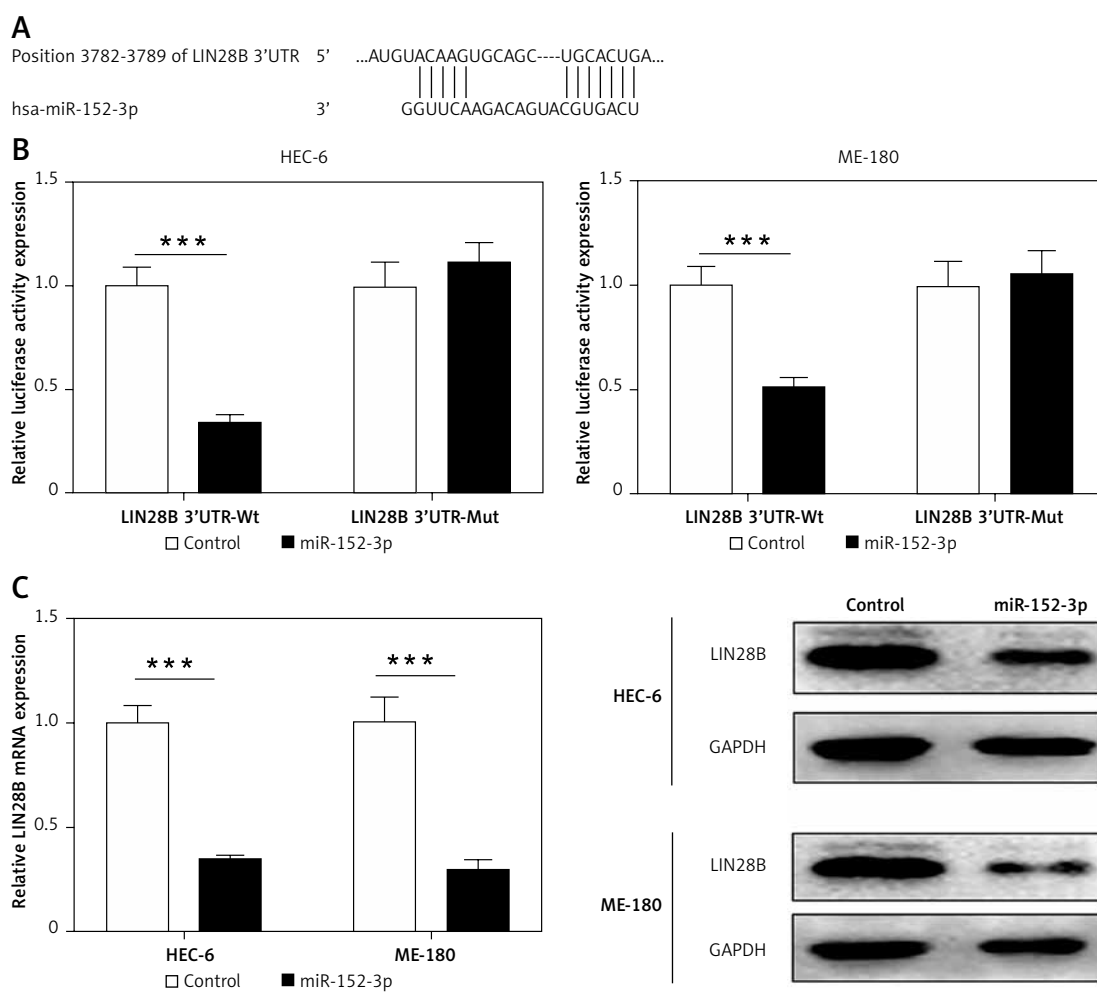 A
Position 3782-3789 of LIN28B 3’UTR 5’ ...AUGUACAAGUGCAGC----UGCACUGA...
hsa-miR-152-3p 3’ GGUUCAAGACAGUACGUGACU
B
HEC-6
Relative luciferase activity expression
1.5
1.0
0.5
0
***
LIN28B 3’UTR-Wt LIN28B 3’UTR-Mut
Control miR-152-3p
ME-180
Relative luciferase activity expression
1.5
1.0
0.5
0
***
LIN28B 3’UTR-Wt LIN28B 3’UTR-Mut
Control miR-152-3p
C
Relative LIN28B mRNA expression
1.5
1.0
0.5
0
*** ***
HEC-6 ME-180
Control miR-152-3p
Control miR-152-3p
HEC-6
LIN28B
GAPDH
ME-180
LIN28B
GAPDH